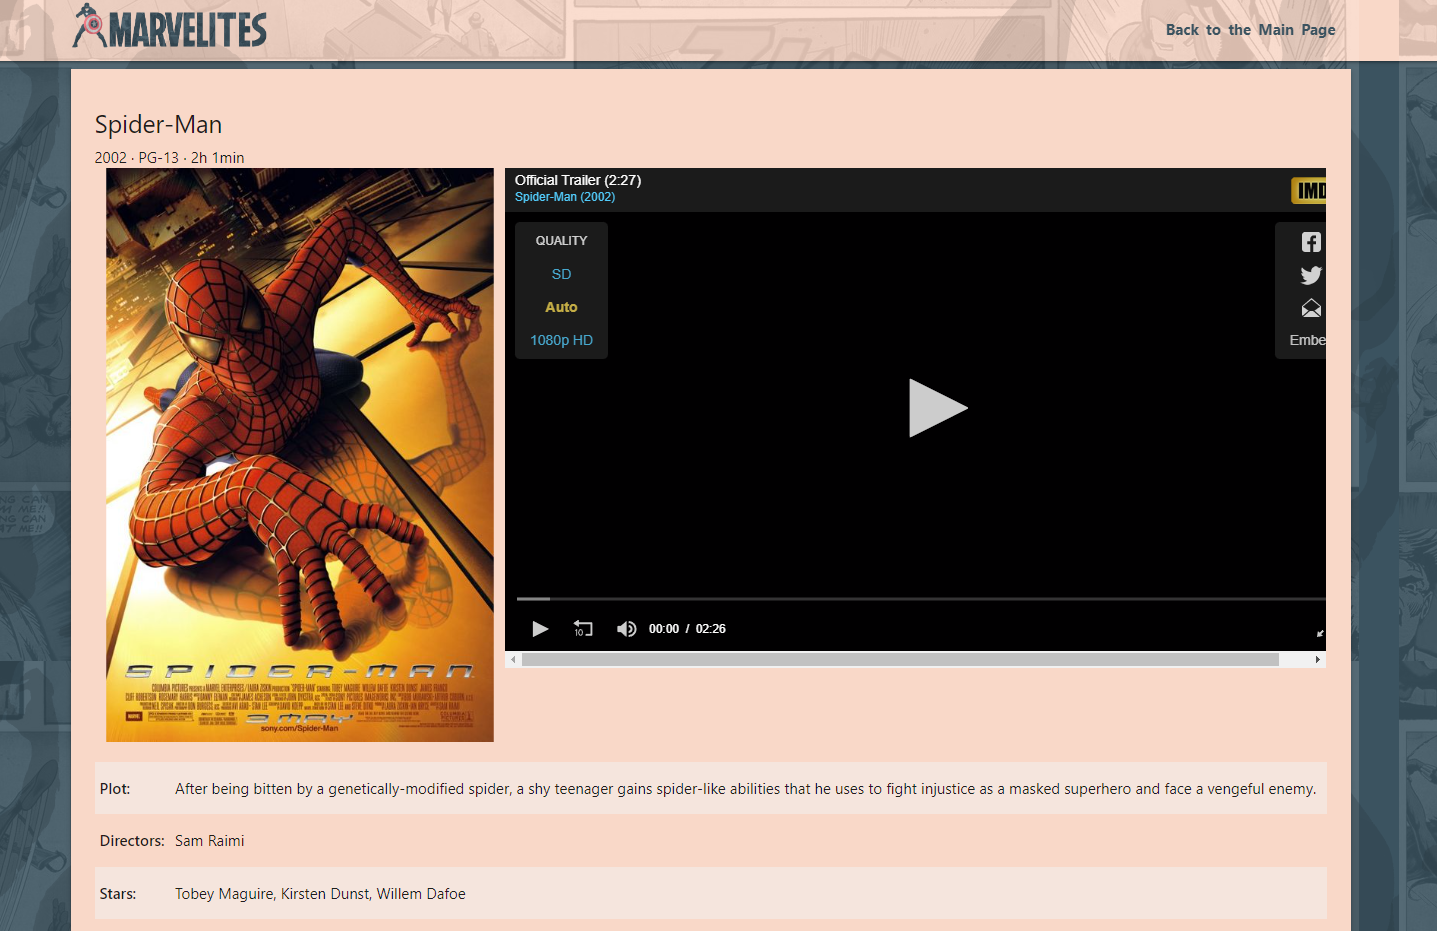 MARVELITES
Back to the Main Page
Spider-Man
2002 · PG-13 · 2h 1min
Official Trailer (2:27)
Spider-Man (2002)
IMD
QUALITY
SD
Auto
1080p HD
Embe
10
00:00 / 02:26
SPIDER-MAN
sony.com/Spider-Man
Plot: After being bitten by a genetically-modified spider, a shy teenager gains spider-like abilities that he uses to fight injustice as a masked superhero and face a vengeful enemy.
Directors: Sam Raimi
Stars: Tobey Maguire, Kirsten Dunst, Willem Dafoe